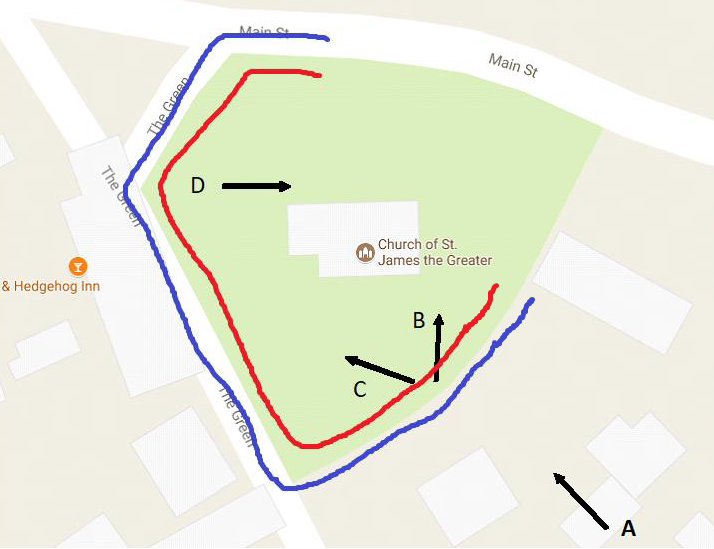 Main St
Main St
The Green
The Green
D
Church of St.
James the Greater
& Hedgehog Inn
B
C
The Green
A